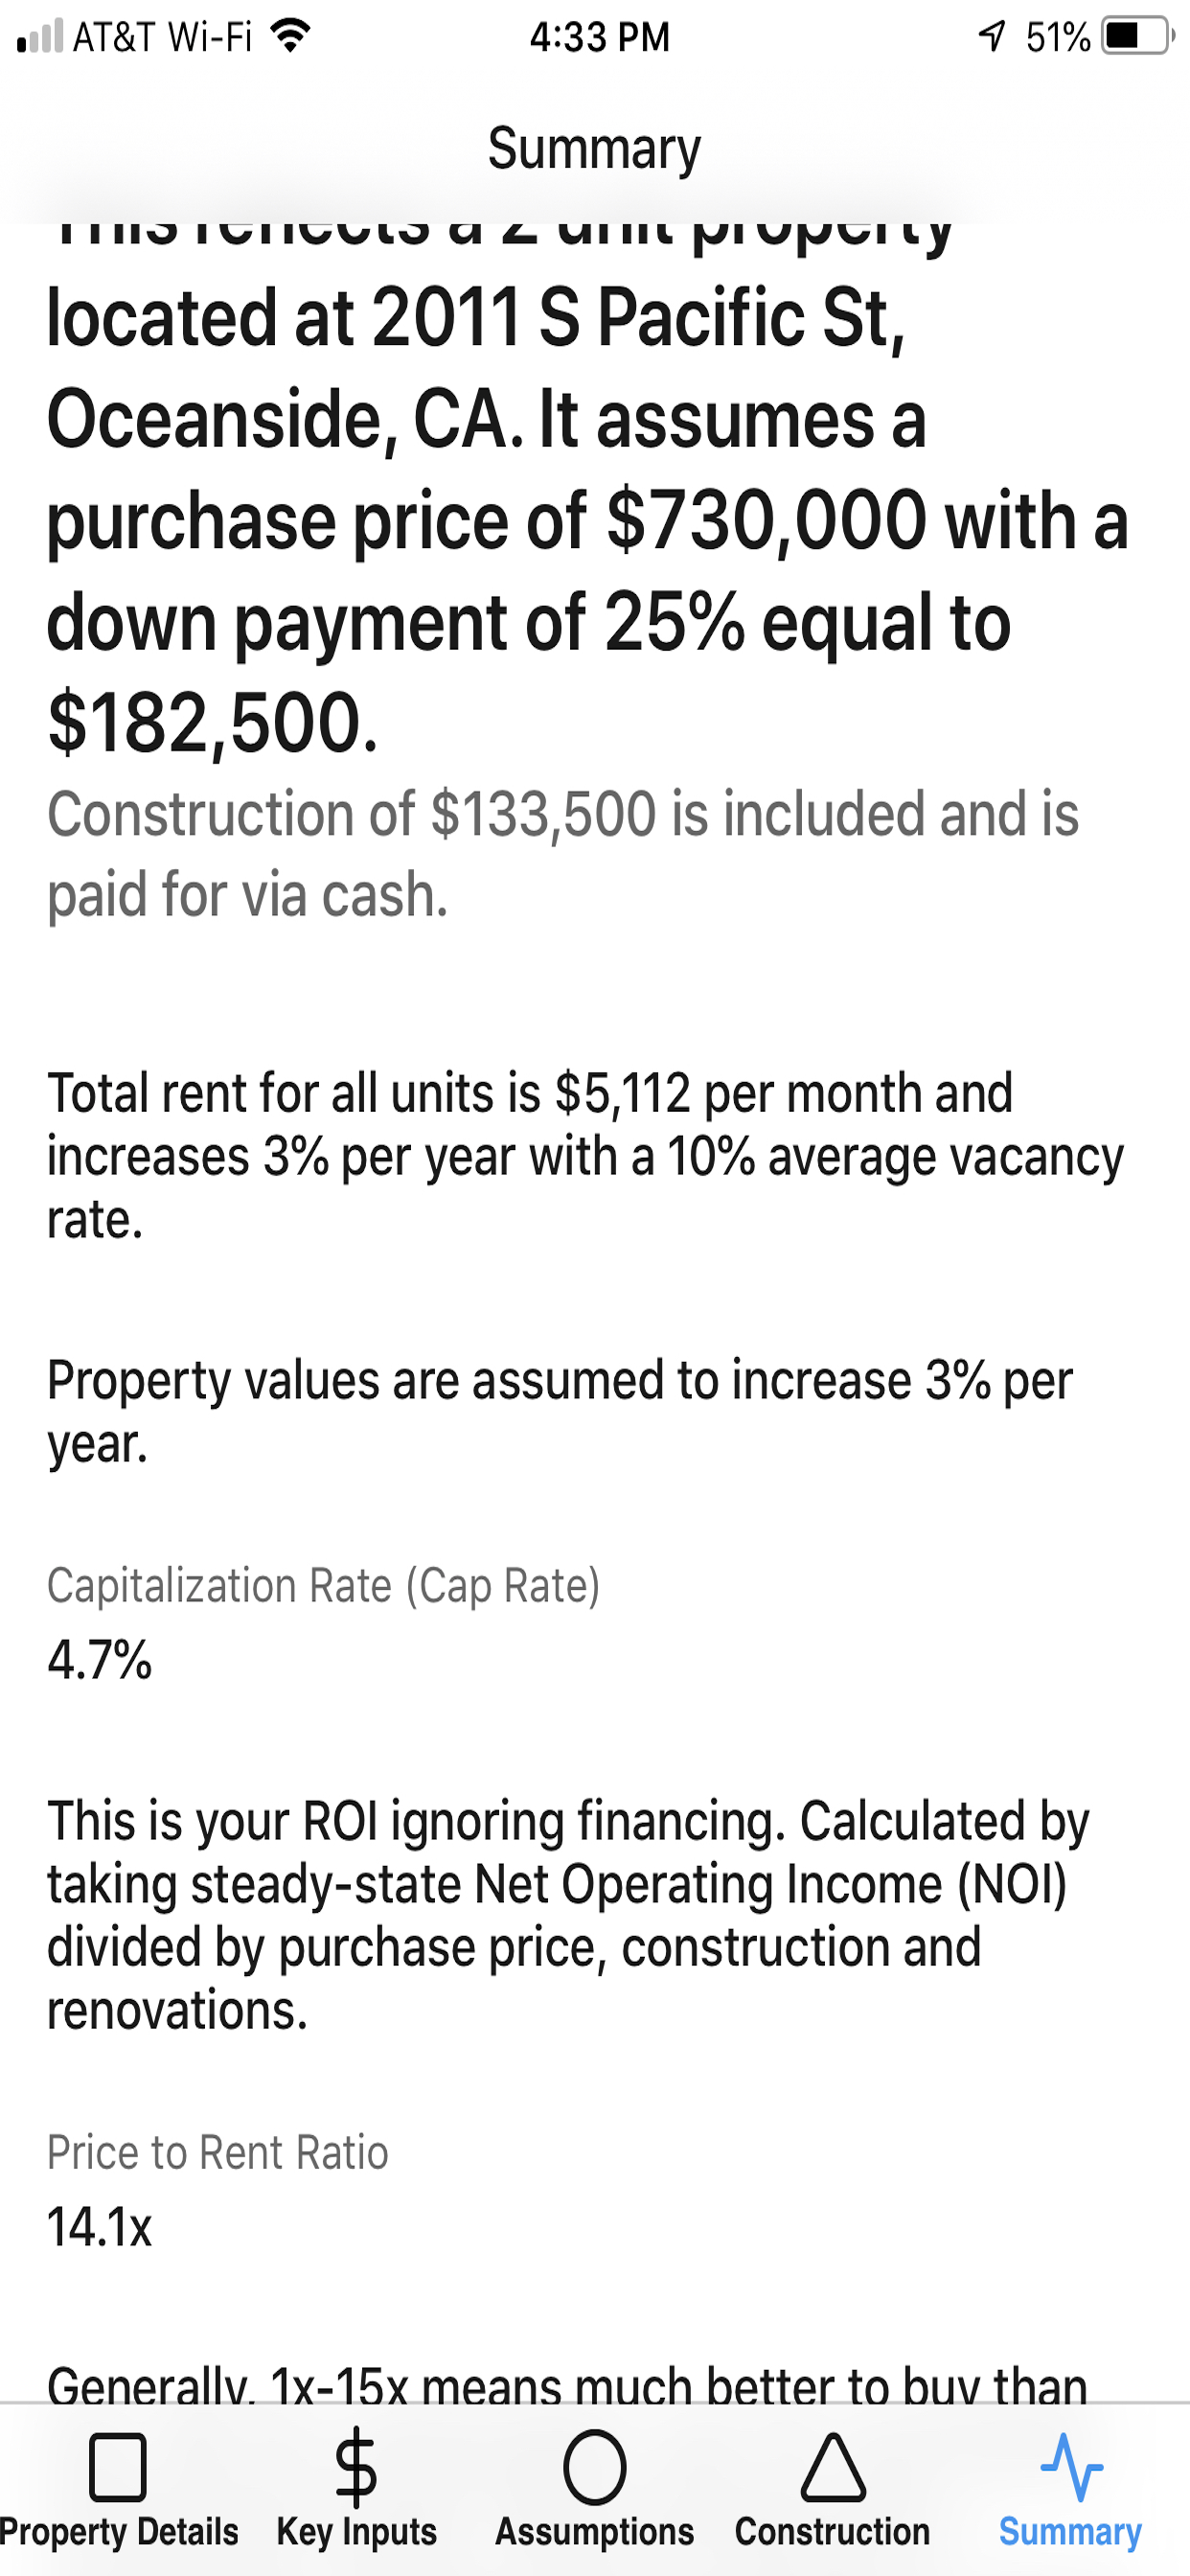 AT&T Wi-Fi 4:33 PM 51%
Summary
This reflects a 2 unit property
located at 2011 S Pacific St,
Oceanside, CA. It assumes a
purchase price of $730,000 with a
down payment of 25% equal to
$182,500.
Construction of $133,500 is included and is
paid for via cash.
Total rent for all units is $5,112 per month and
increases 3% per year with a 10% average vacancy
rate.
Property values are assumed to increase 3% per
year.
Capitalization Rate (Cap Rate)
4.7%
This is your ROI ignoring financing. Calculated by
taking steady-state Net Operating Income (NOI)
divided by purchase price, construction and
renovations.
Price to Rent Ratio
14.1x
Generally, 1x-15x means much better to buy than
Property Details Key Inputs Assumptions Construction Summary